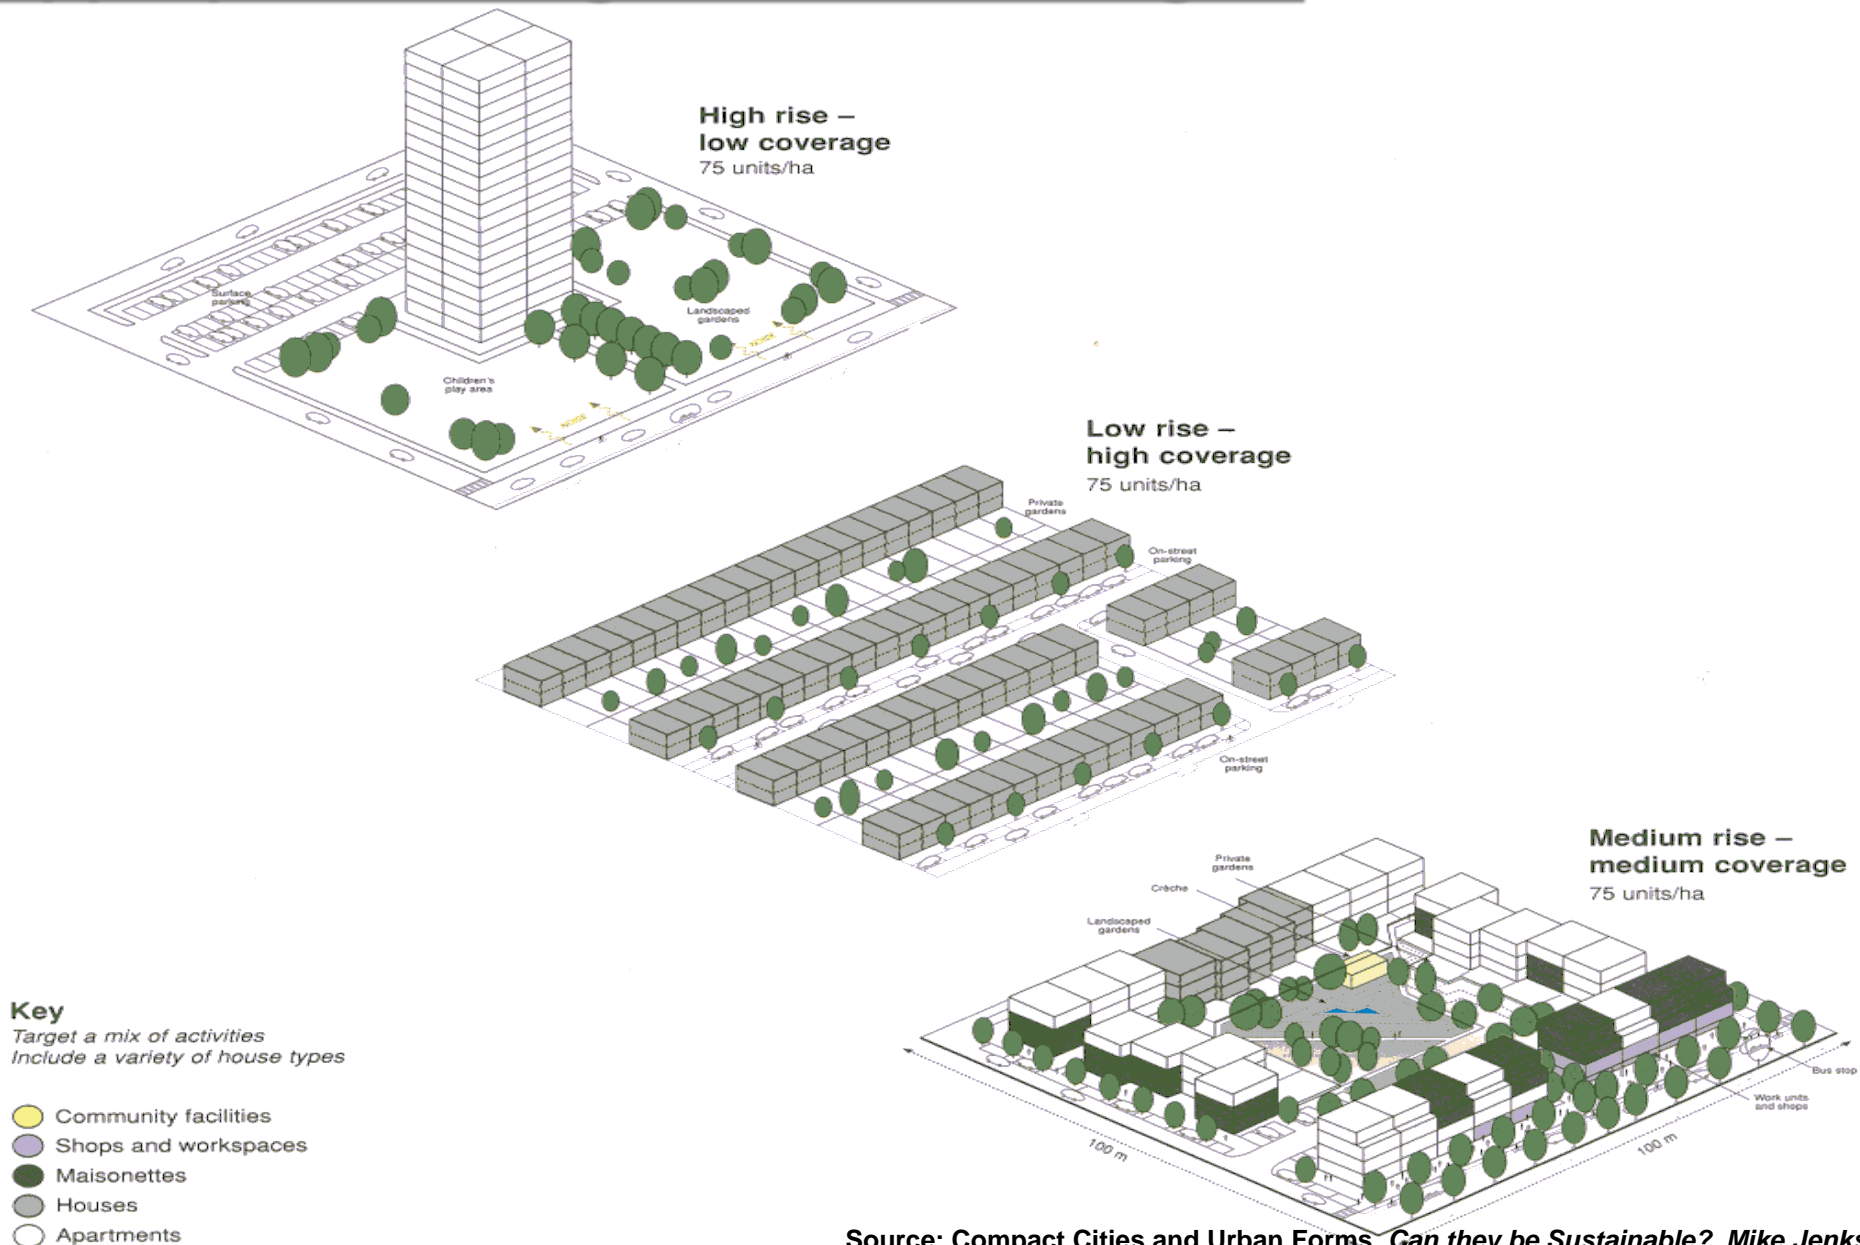 High rise –
low coverage
75 units/ha
Surface
parking
Landscaped
gardens
Children's
play area
NOISE
Low rise –
high coverage
75 units/ha
Private
gardens
On-street
parking
On-street
parking
Medium rise –
medium coverage
75 units/ha
Private
gardens
Crèche
Landscaped
gardens
Bus stop
Work units
and shops
100 m
100 m
Key
Target a mix of activities
Include a variety of house types
Community facilities
Shops and workspaces
Maisonettes
Houses
Apartments
Source: Compact Cities and Urban Forms, Can they be Sustainable? Mike Jenks